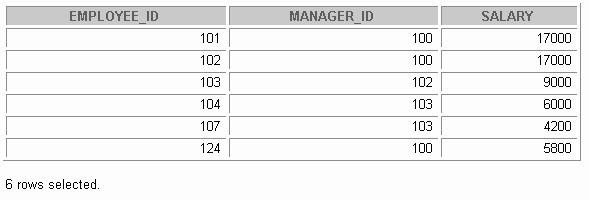 EMPLOYEE_ID MANAGER_ID SALARY
101 100 17000
102 100 17000
103 102 9000
104 103 6000
107 103 4200
124 100 5800
6 rows selected.